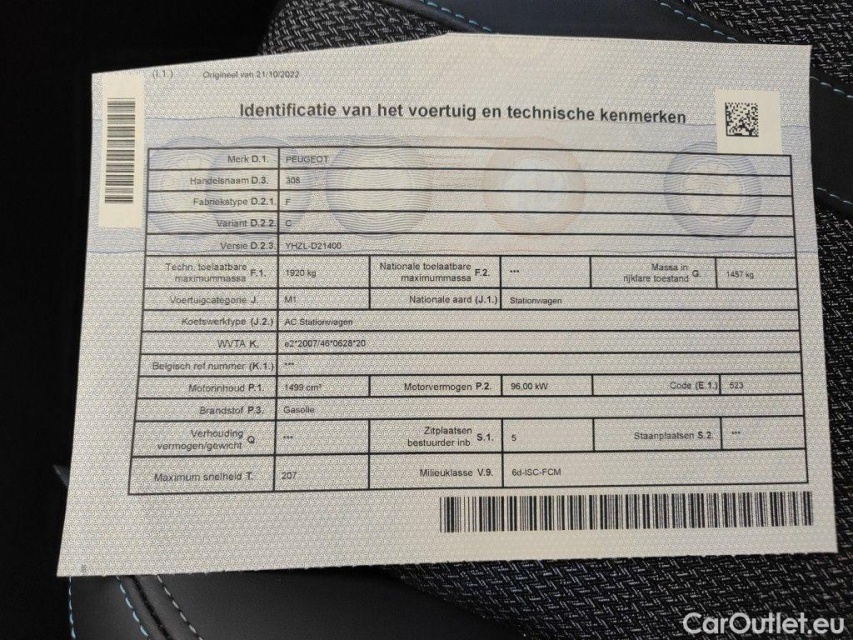 (I.1.) Origineel van 21/10/2022
Identificatie van het voertuig en technische kenmerken
Merk D.1. PEUGEOT
Handelsnaam D.3. 308
Fabriekstype D.2.1. F
Variant D.2.2. C
Versie D.2.3. YHZL-D21400
Techn. toelaatbare maximummassa F.1. 1920 kg Nationale toelaatbare maximummassa F.2. *** Massa in rijklare toestand G. 1457 kg
Voertuigcategorie J. M1 Nationale aard (J.1.) Stationwagen
Koetswerktype (J.2.) AC Stationwagen
WVTA K. e2*2007/46*0628*20
Belgisch ref.nummer (K.1.) ***
Motorinhoud P.1. 1499 cm³ Motorvermogen P.2. 96.00 kW Code (E.1.) 523
Brandstof P.3. Gasolie
Verhouding vermogen/gewicht Q *** Zitplaatsen bestuurder inb. S.1. 5 Staanplaatsen S.2. ***
Maximum snelheid T. 207 Milieuklasse V.9. 6d-ISC-FCM
CarOutlet.eu